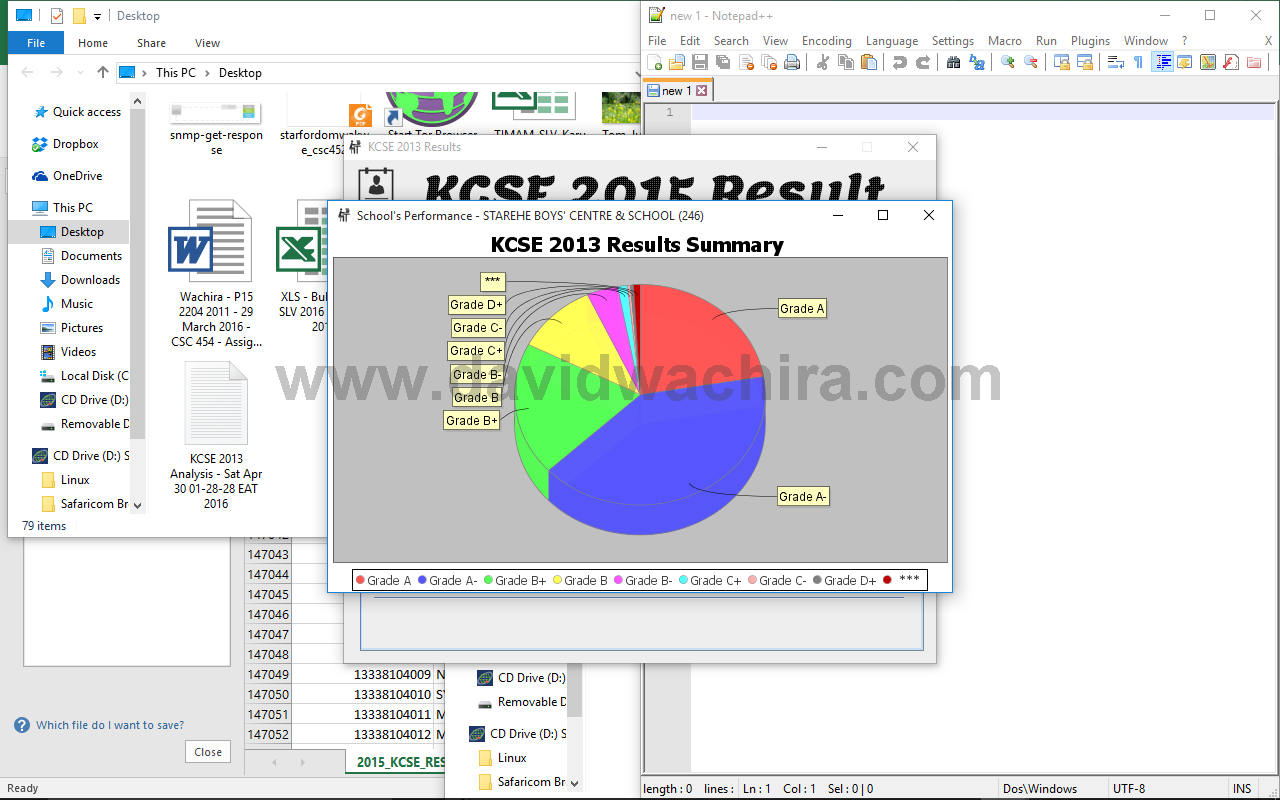 Desktop
File Home Share View
This PC > Desktop
Quick access
Dropbox
OneDrive
This PC
Desktop
Documents
Downloads
Music
Pictures
Videos
Local Disk (C
CD Drive (D:)
Removable D
CD Drive (D:) S
Linux
Safaricom Br
79 items
snmp-get-respon
se
Start Tor Browser
Wachira - P15
2204 2011 - 29
March 2016 -
CSC 454 - Assig...
XLS - Bul
SLV 2016
KCSE 2013
Analysis - Sat Apr
30 01-28-28 EAT
2016
new 1 - Notepad++
File Edit Search View Encoding Language Settings Macro Run Plugins Window ? X
new 1
1
KCSE 2013 Results
KCSE 2015 Result
School's Performance - STAREHE BOYS' CENTRE & SCHOOL (246)
KCSE 2013 Results Summary
***
Grade D+
Grade C-
Grade C+
Grade B-
Grade B
Grade B+
Grade A
Grade A-
www.davidwachira.com
Grade A Grade A- Grade B+ Grade B Grade B- Grade C+ Grade C- Grade D+ ***
147043
147044
147045
147046
147047
147048
147049 13338104009 N
147050 13338104010 SY
147051 13338104011 M
147052 13338104012 M
2015_KCSE_RES
Which file do I want to save?
Close
Ready
CD Drive (D:)
Removable D
CD Drive (D:) S
Linux
Safaricom Br
length : 0 lines : Ln : 1 Col : 1 Sel : 0 | 0 Dos\Windows UTF-8 INS